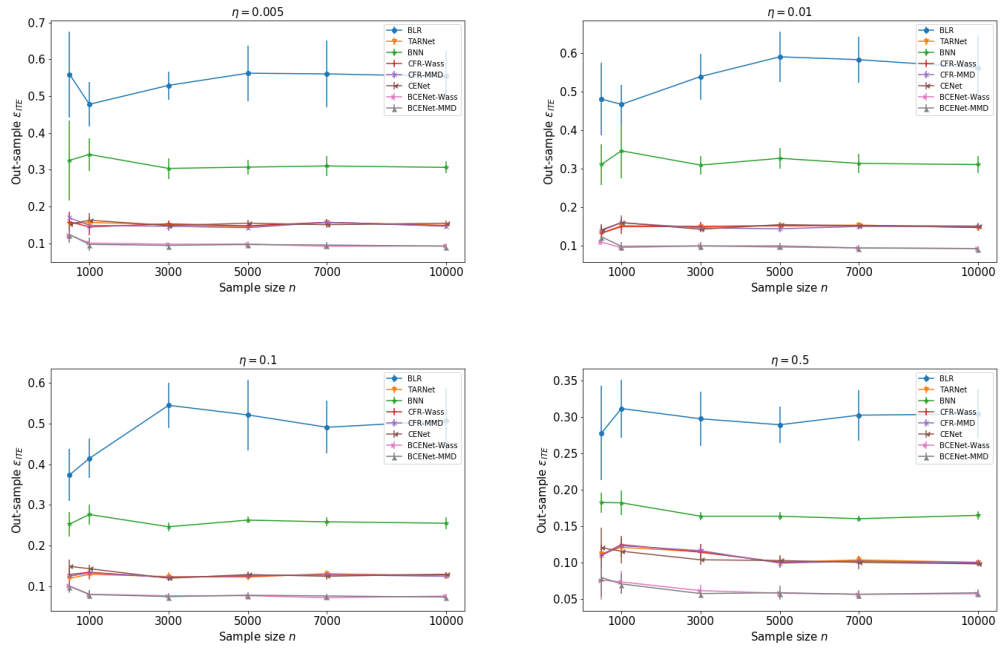 η = 0.005
0.7
0.6
0.5
0.4
0.3
0.2
0.1
Out-sample ε_ITE
1000 3000 5000 7000 10000
Sample size n
BLR
TARNet
BNN
CFR-Wass
CFR-MMD
CENet
BCENet-Wass
BCENet-MMD
η = 0.01
0.6
0.5
0.4
0.3
0.2
0.1
Out-sample ε_ITE
1000 3000 5000 7000 10000
Sample size n
BLR
TARNet
BNN
CFR-Wass
CFR-MMD
CENet
BCENet-Wass
BCENet-MMD
η = 0.1
0.6
0.5
0.4
0.3
0.2
0.1
Out-sample ε_ITE
1000 3000 5000 7000 10000
Sample size n
BLR
TARNet
BNN
CFR-Wass
CFR-MMD
CENet
BCENet-Wass
BCENet-MMD
η = 0.5
0.35
0.30
0.25
0.20
0.15
0.10
0.05
Out-sample ε_ITE
1000 3000 5000 7000 10000
Sample size n
BLR
TARNet
BNN
CFR-Wass
CFR-MMD
CENet
BCENet-Wass
BCENet-MMD